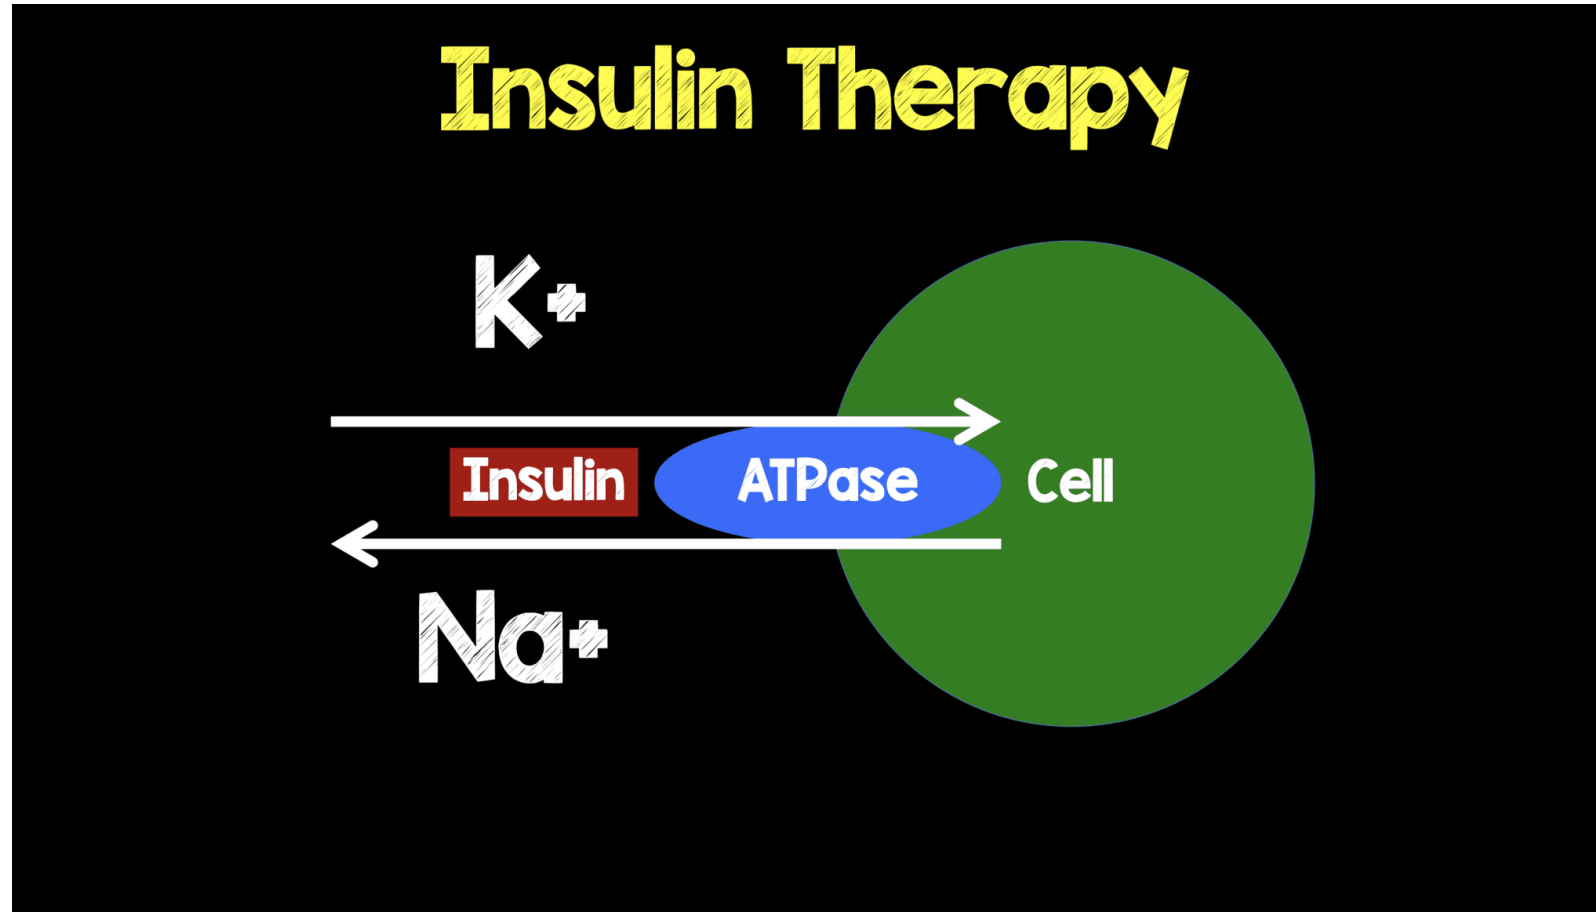 Insulin Therapy
K+
Insulin ATPase Cell
Na+